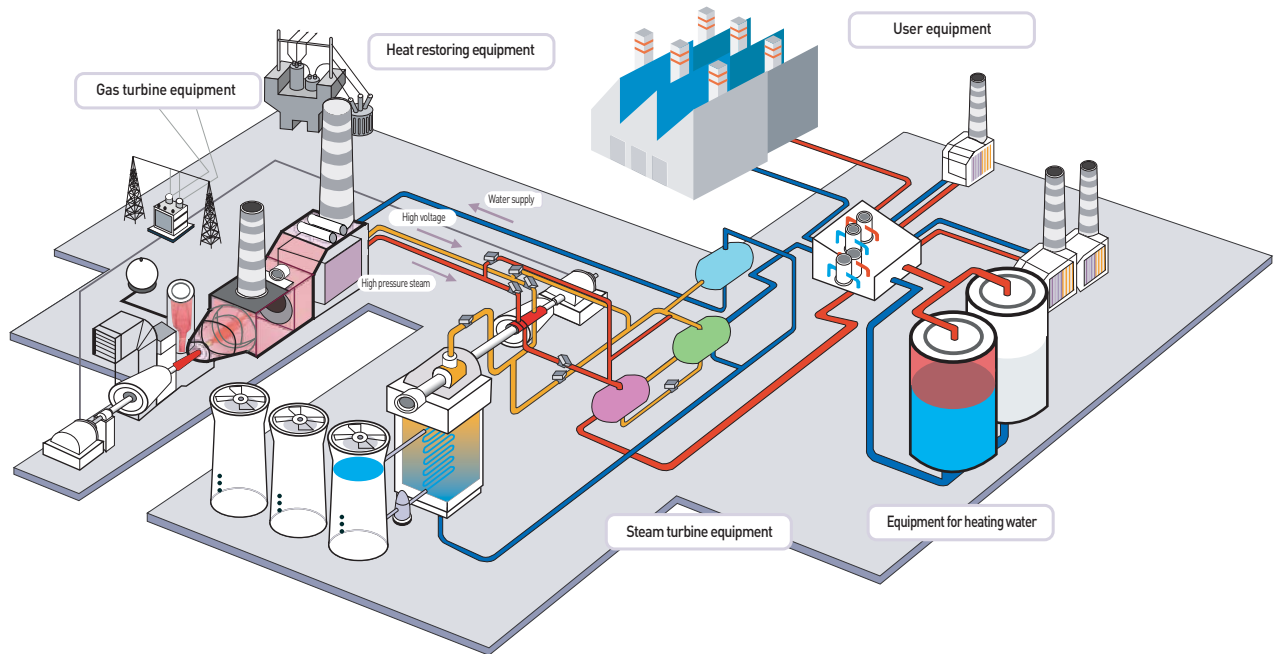 Heat restoring equipment
User equipment
Gas turbine equipment
Water supply
High voltage
High pressure steam
Steam turbine equipment
Equipment for heating water